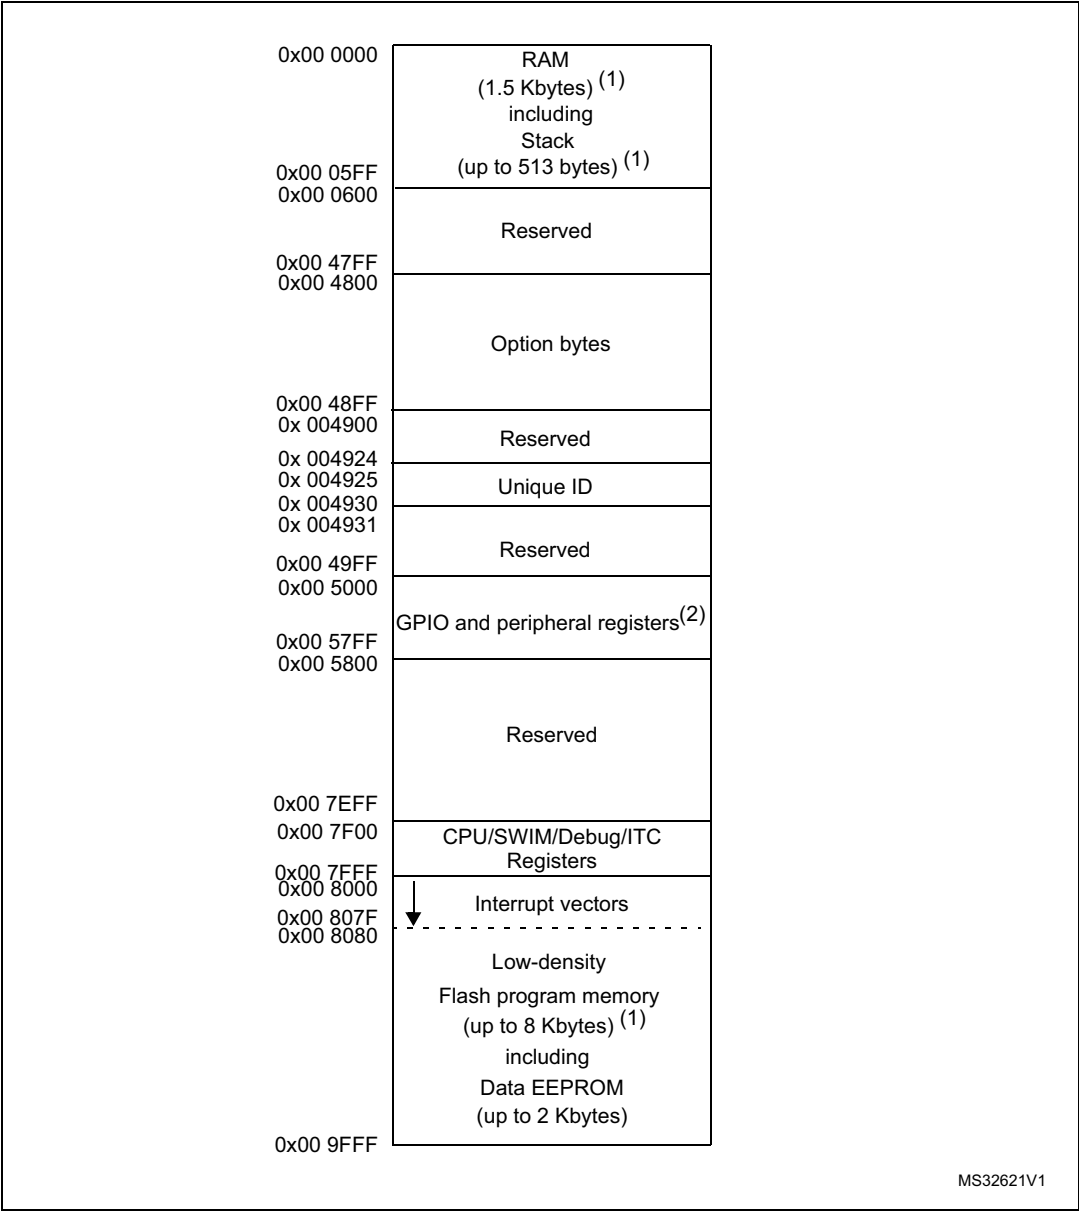 0x00 0000
RAM
(1.5 Kbytes) (1)
including
Stack
(up to 513 bytes) (1)
0x00 05FF
0x00 0600
Reserved
0x00 47FF
0x00 4800
Option bytes
0x00 48FF
0x 004900
Reserved
0x 004924
0x 004925
Unique ID
0x 004930
0x 004931
Reserved
0x00 49FF
0x00 5000
GPIO and peripheral registers(2)
0x00 57FF
0x00 5800
Reserved
0x00 7EFF
0x00 7F00
CPU/SWIM/Debug/ITC
Registers
0x00 7FFF
0x00 8000
Interrupt vectors
0x00 807F
0x00 8080
Low-density
Flash program memory
(up to 8 Kbytes) (1)
including
Data EEPROM
(up to 2 Kbytes)
0x00 9FFF
MS32621V1